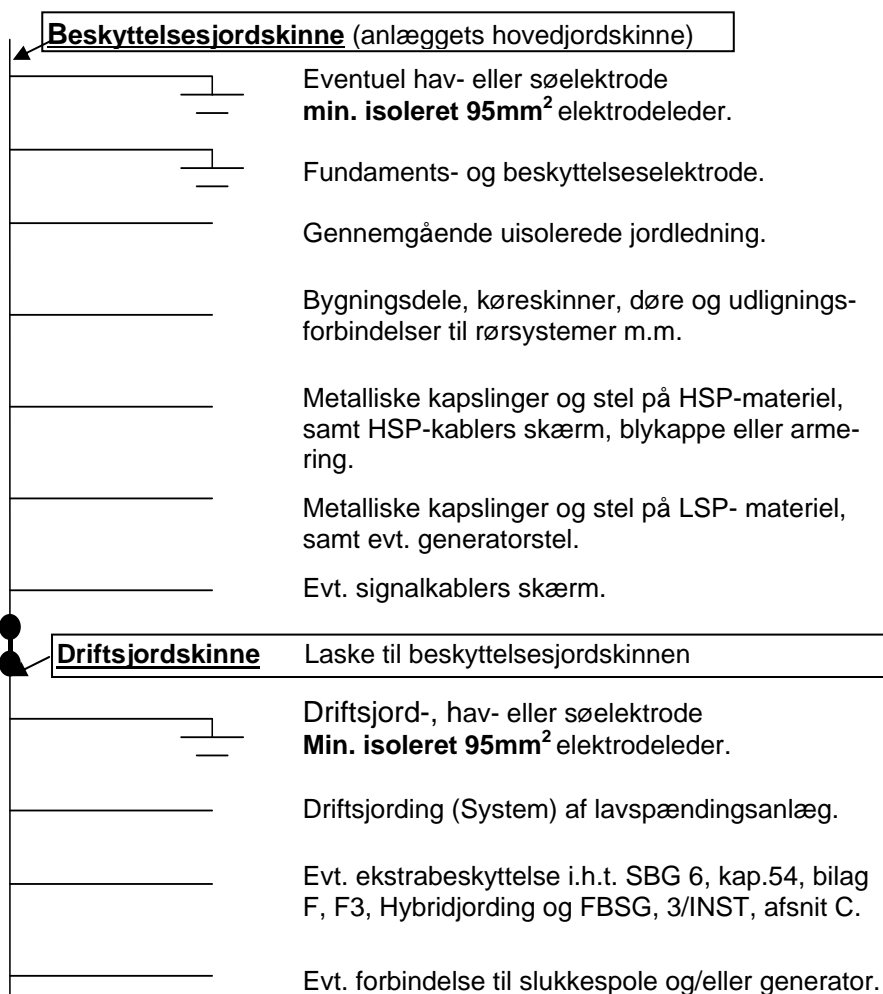 Beskyttelsesjordskinne (anlæggets hovedjordskinne)
Eventuel hav- eller søelektrode
min. isoleret 95mm² elektrodeleder.
Fundaments- og beskyttelseselektrode.
Gennemgående uisolerede jordledning.
Bygningsdele, køreskinner, døre og udlignings-
forbindelser til rørsystemer m.m.
Metalliske kapslinger og stel på HSP-materiel,
samt HSP-kablers skærm, blykappe eller arme-
ring.
Metalliske kapslinger og stel på LSP- materiel,
samt evt. generatorstel.
Evt. signalkablers skærm.
Driftsjordskinne Laske til beskyttelsesjordskinnen
Driftsjord-, hav- eller søelektrode
Min. isoleret 95mm² elektrodeleder.
Driftsjording (System) af lavspændingsanlæg.
Evt. ekstrabeskyttelse i.h.t. SBG 6, kap.54, bilag
F, F3, Hybridjording og FBSG, 3/INST, afsnit C.
Evt. forbindelse til slukkespole og/eller generator.